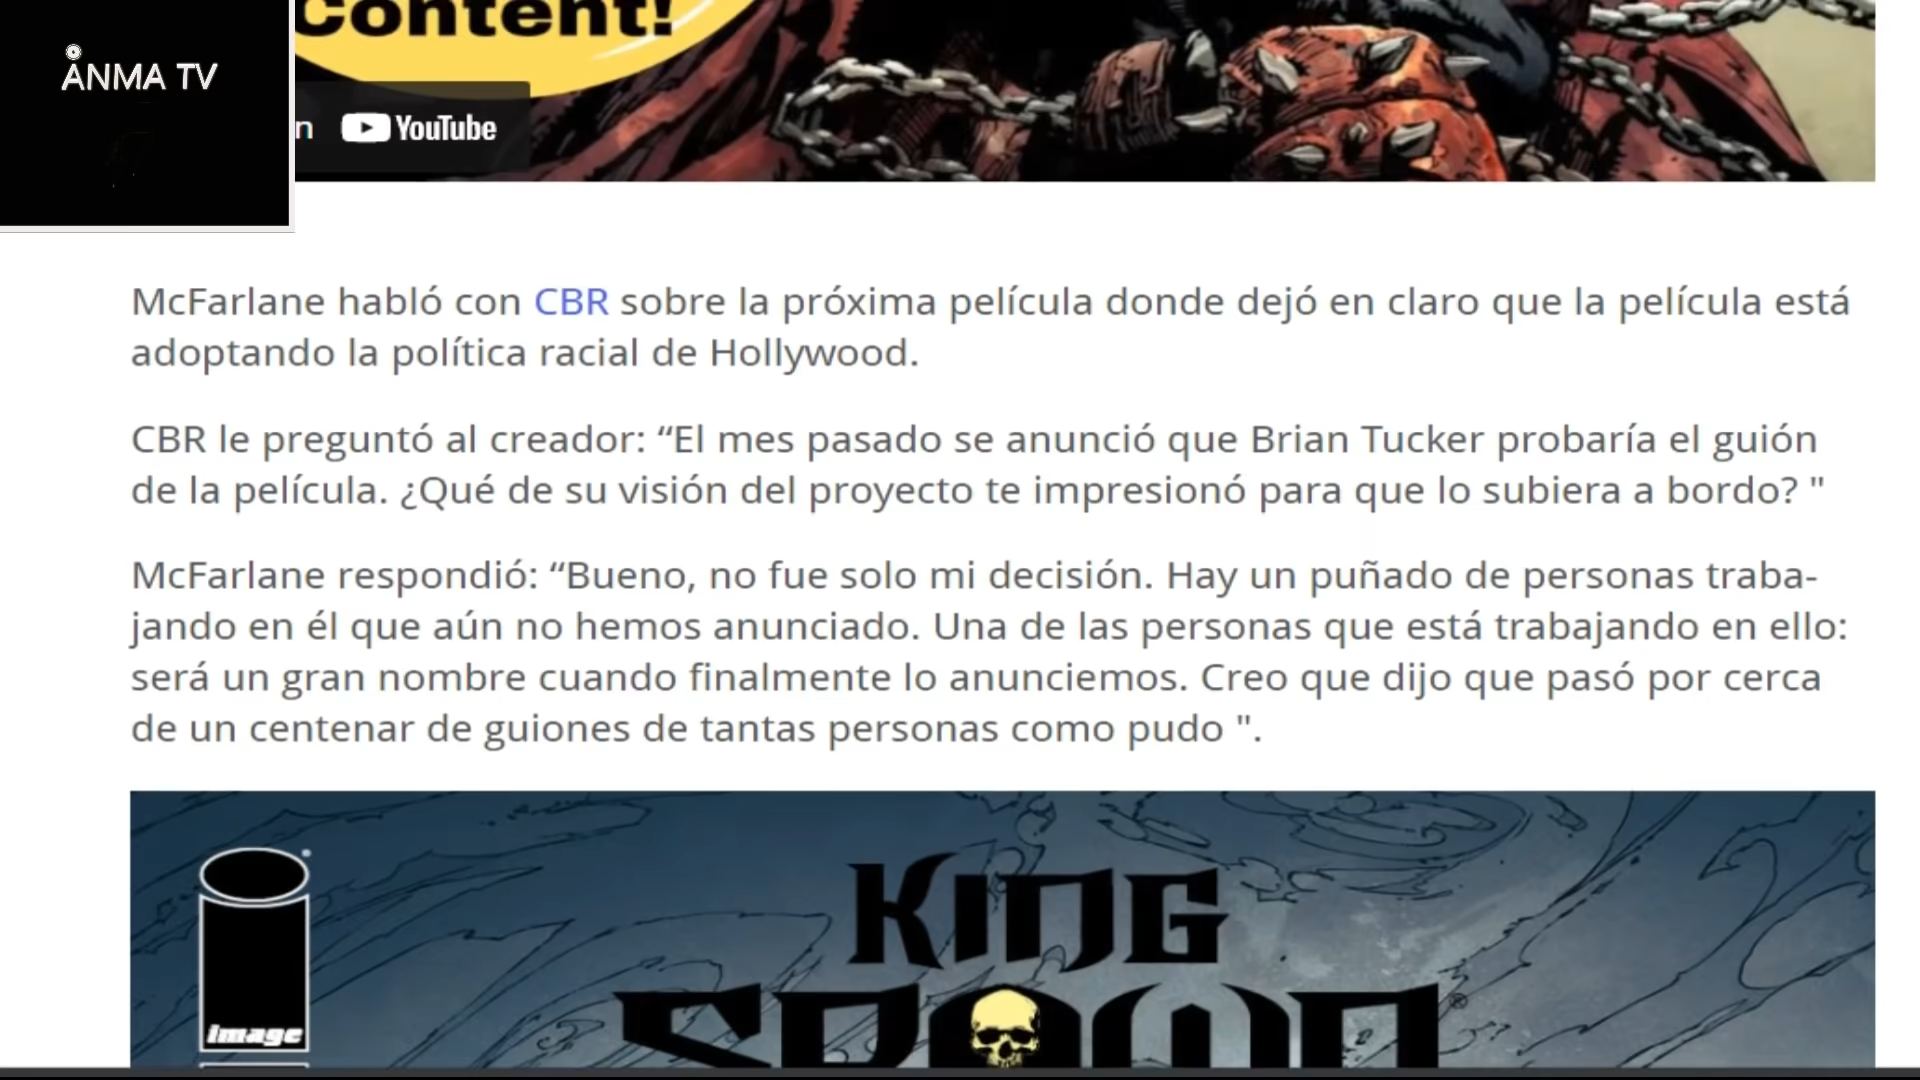 Content!
ANMA TV
n YouTube
McFarlane habló con CBR sobre la próxima película donde dejó en claro que la película está
adoptando la política racial de Hollywood.
CBR le preguntó al creador: “El mes pasado se anunció que Brian Tucker probaría el guión
de la película. ¿Qué de su visión del proyecto te impresionó para que lo subiera a bordo? "
McFarlane respondió: “Bueno, no fue solo mi decisión. Hay un puñado de personas traba-
jando en él que aún no hemos anunciado. Una de las personas que está trabajando en ello:
será un gran nombre cuando finalmente lo anunciemos. Creo que dijo que pasó por cerca
de un centenar de guiones de tantas personas como pudo ".
KING
SPAWN®
image